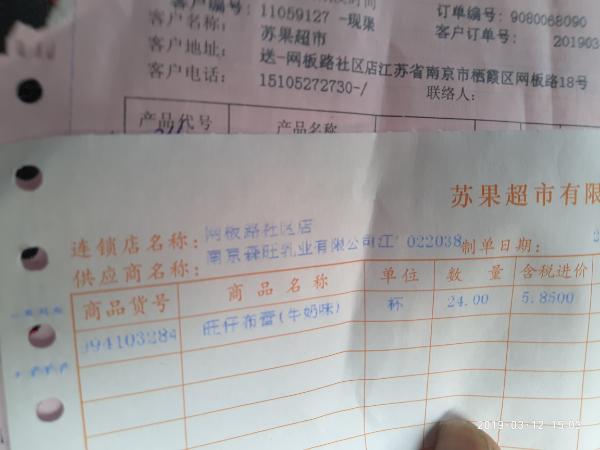 客户编号: 11059127 -现渠
订单编号: 9080068090
客户名称: 苏果超市
客户订单号: 201903
客户地址: 送-网板路社区店江苏省南京市栖霞区网板路18号
客户电话: 15105272730-/
联络人:
产品代号 产品名称
苏果超市有限
连锁店名称: 网板路社区店
供应商名称: 南京森旺乳业有限公司江 022038
制单日期: 2
商品货号 商品名称 单位 数量 含税进价
旺仔布蕾(牛奶味) 杯 24.00 5.8500
2019-03-12 15:03